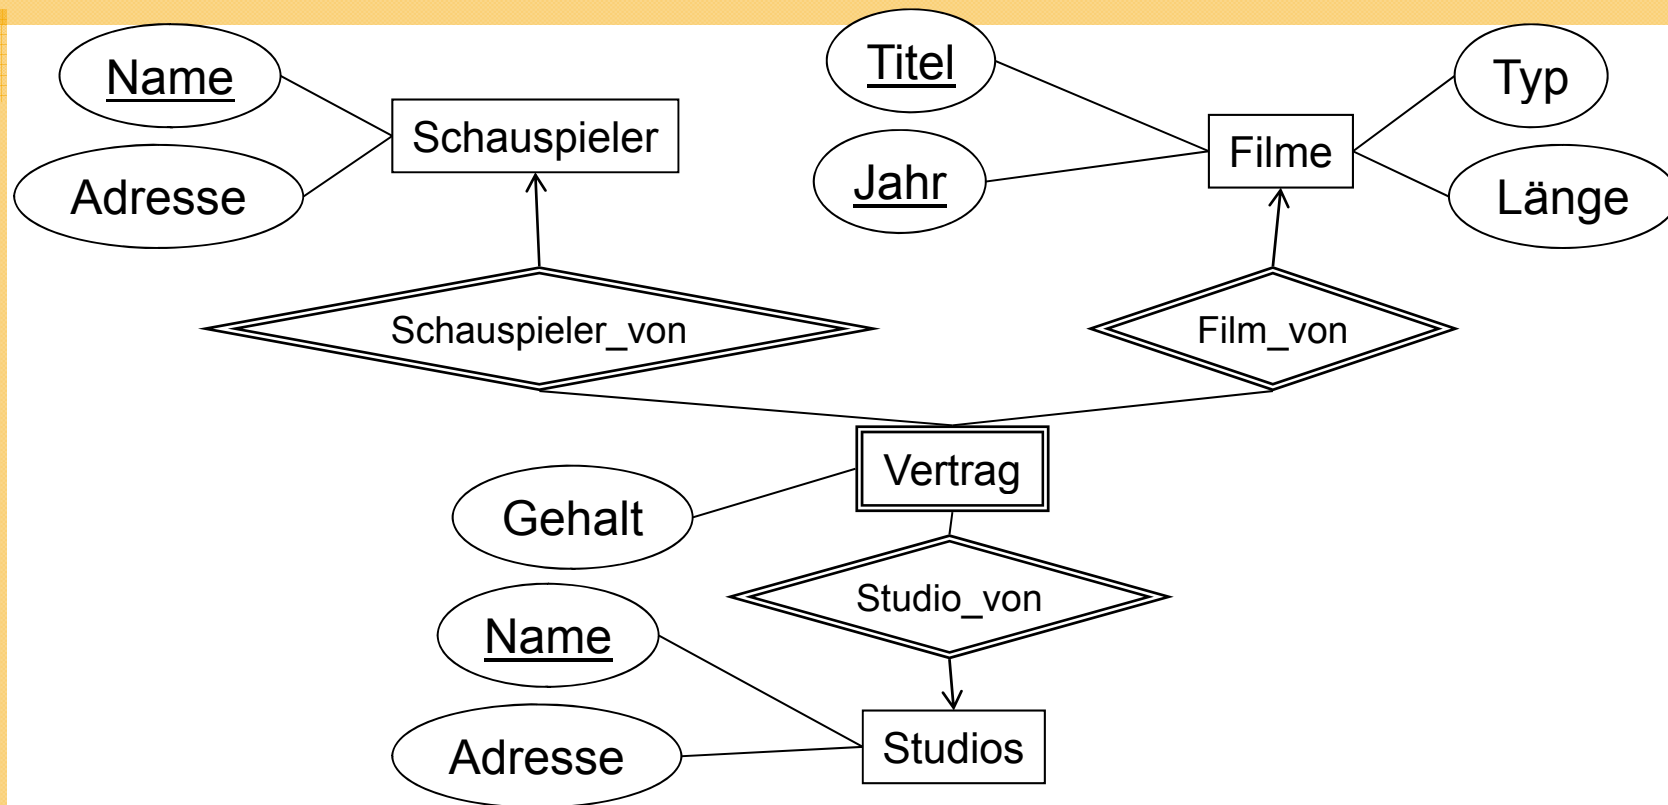 Name
Adresse
Schauspieler
Titel
Jahr
Filme
Typ
Länge
Schauspieler_von
Film_von
Vertrag
Gehalt
Studio_von
Name
Adresse
Studios